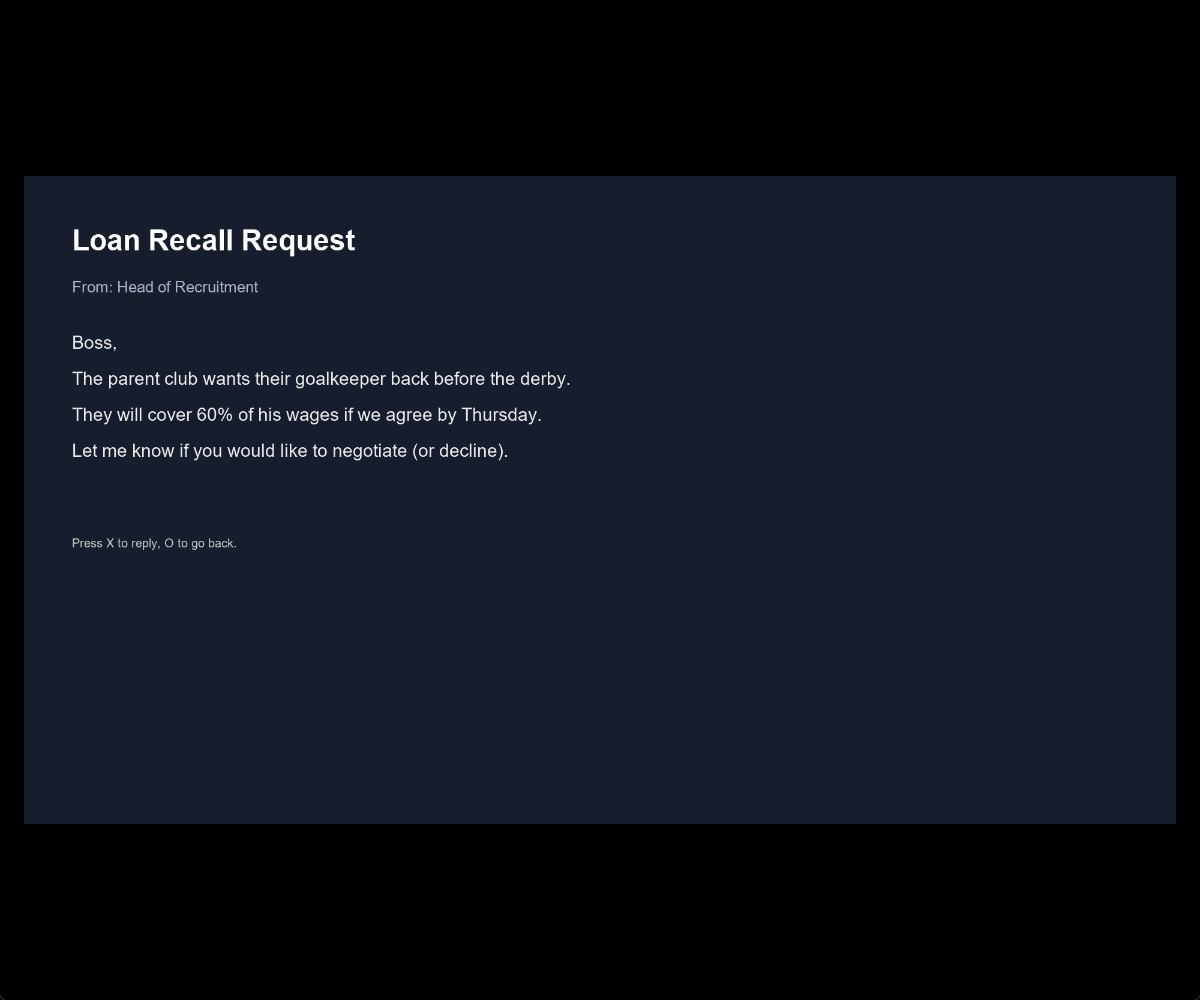 Loan Recall Request
From: Head of Recruitment
Boss,
The parent club wants their goalkeeper back before the derby.
They will cover 60% of his wages if we agree by Thursday.
Let me know if you would like to negotiate (or decline).
Press X to reply, O to go back.